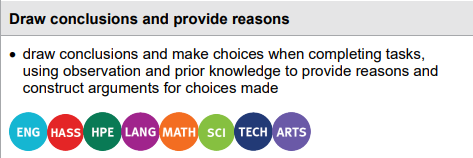 Draw conclusions and provide reasons
• draw conclusions and make choices when completing tasks,
using observation and prior knowledge to provide reasons and
construct arguments for choices made
ENG HASS HPE LANG MATH SCI TECH ARTS